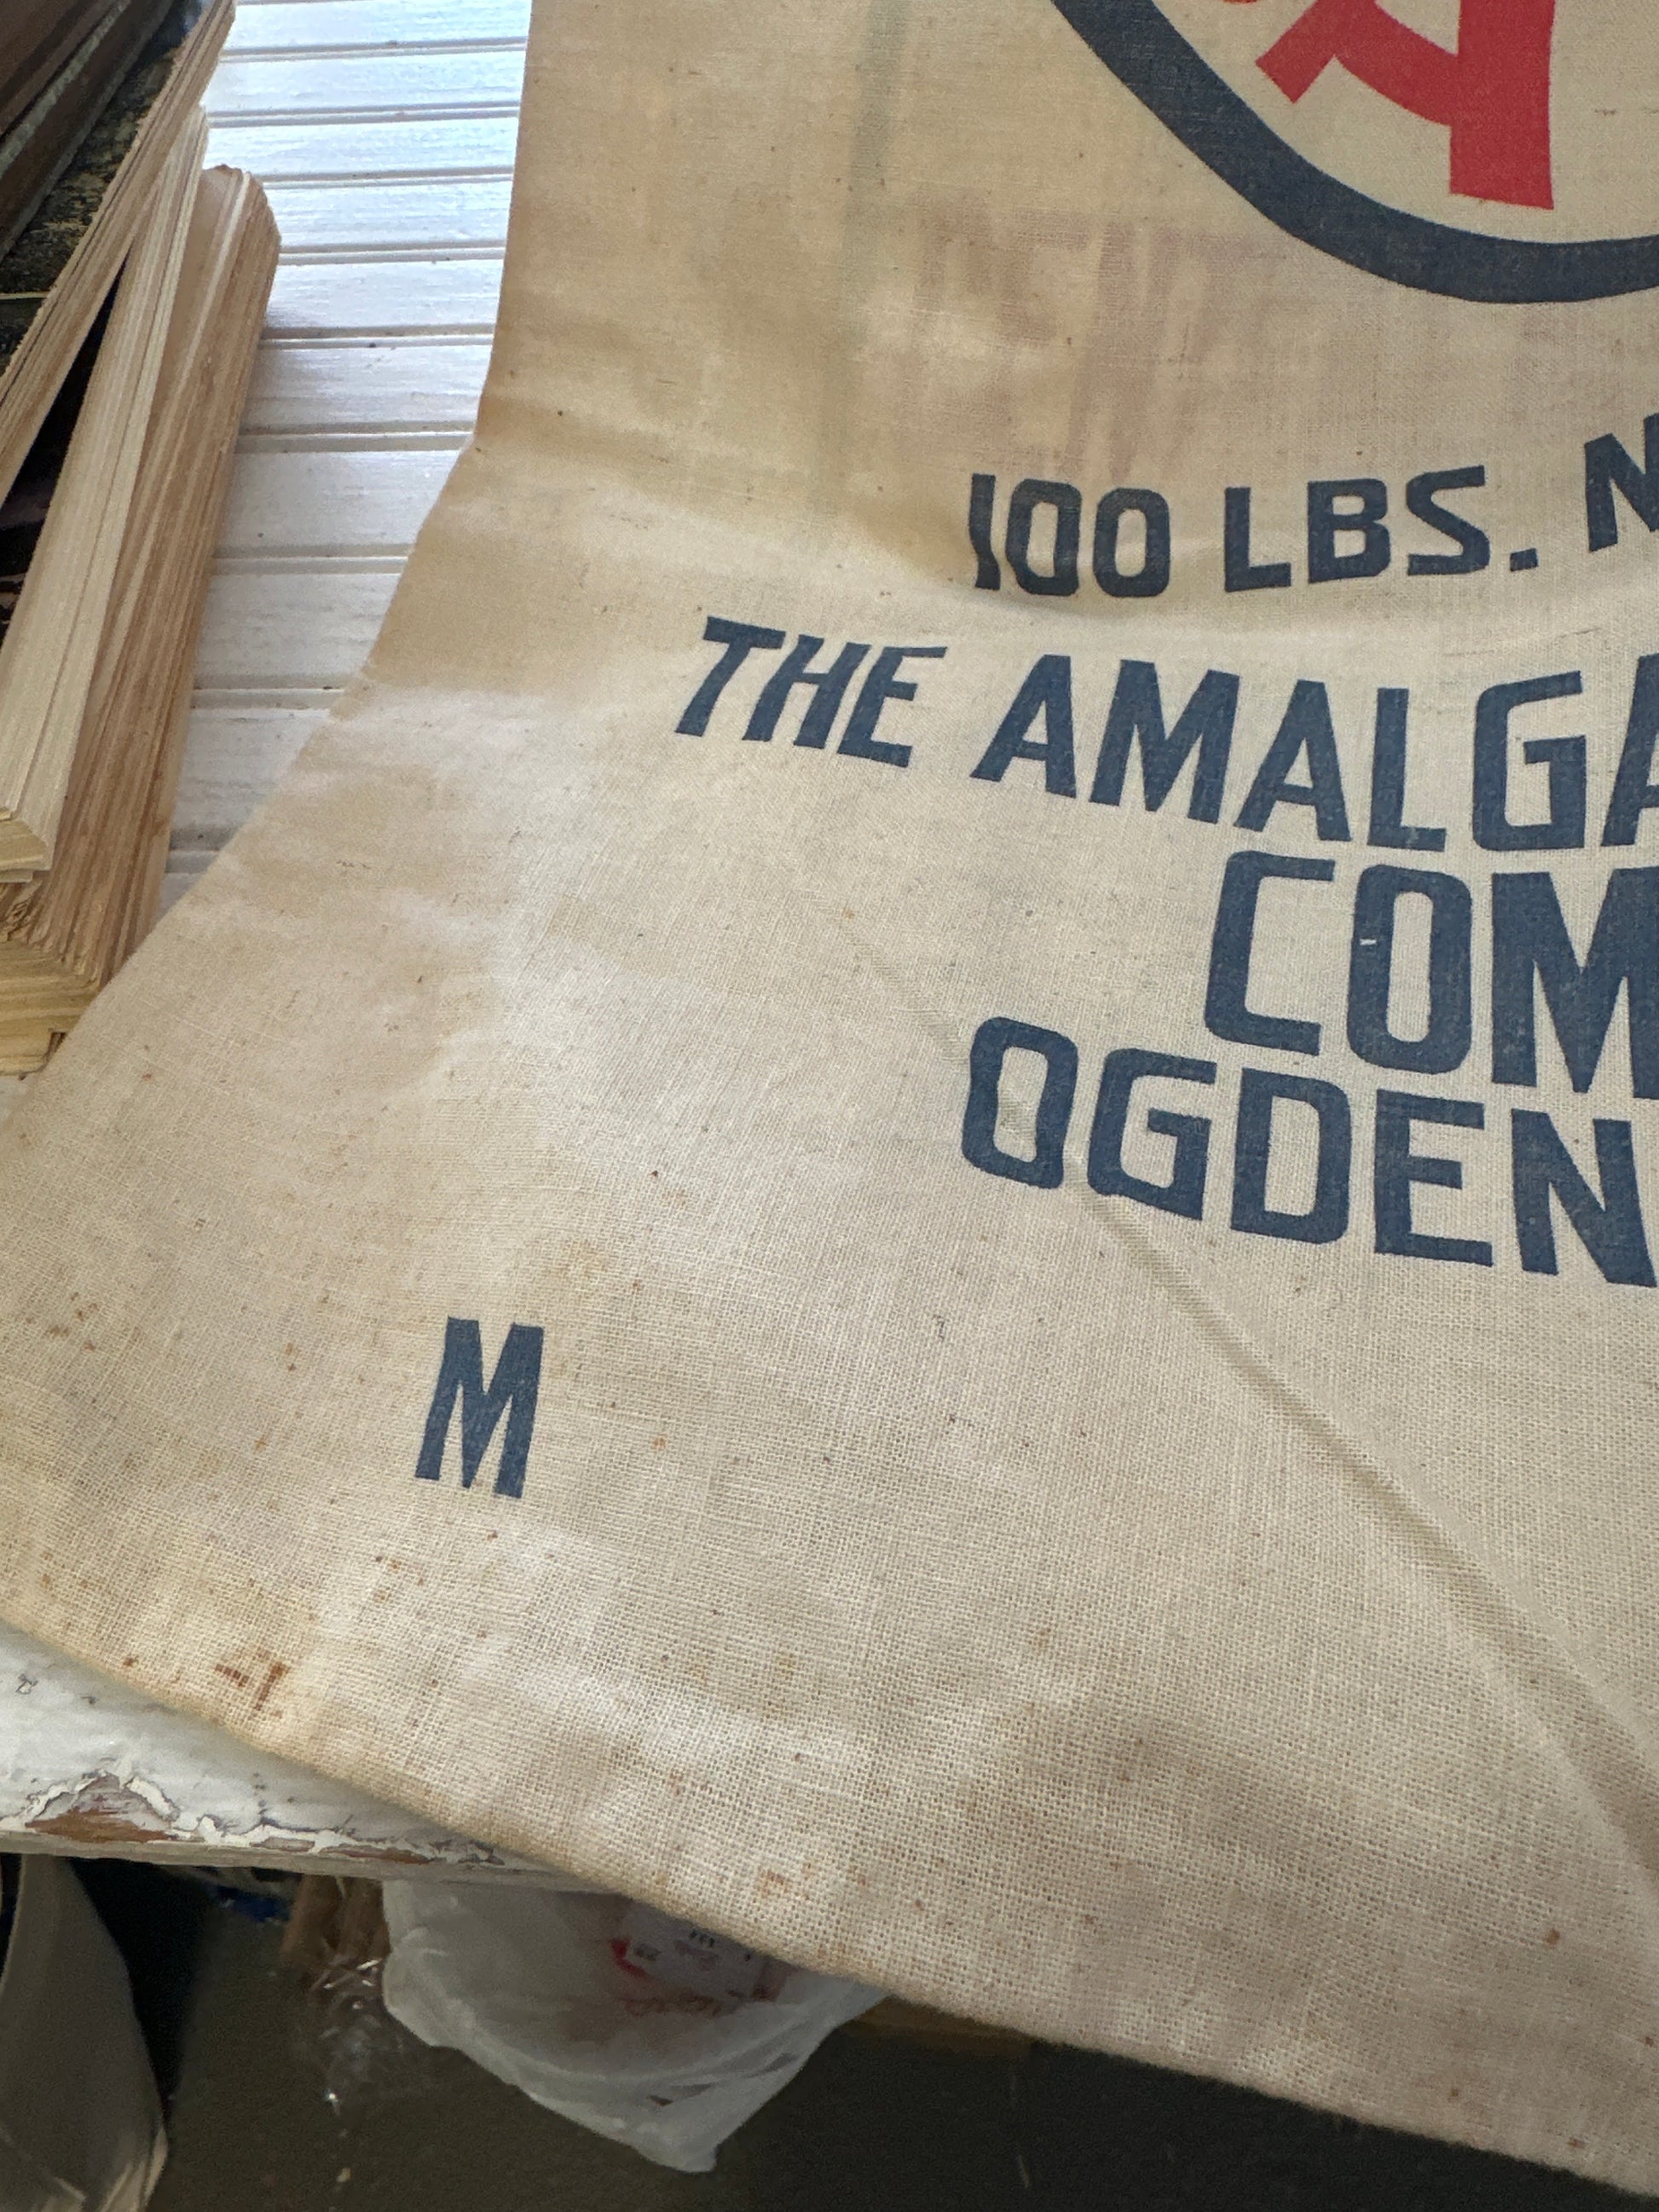 100 LBS. N
THE AMALGA
COM
OGDEN
M